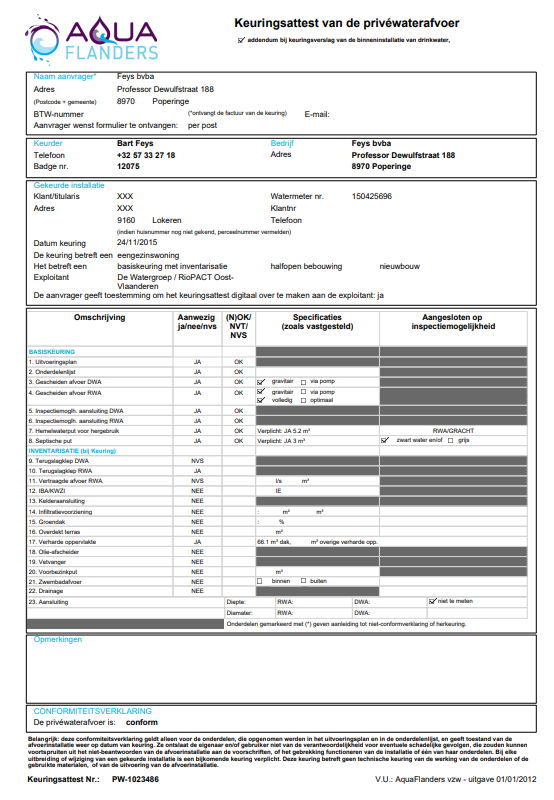 AQUA
FLANDERS
Keuringsattest van de privéwaterafvoer
addendum bij keuringsverslag van de binneninstallatie van drinkwater,
Naam aanvrager* Feys bvba
Adres Professor Dewulfstraat 188
(Postcode + gemeente) 8970 Poperinge
BTW-nummer (*ontvangt de factuur van de keuring) E-mail:
Aanvrager wenst formulier te ontvangen: per post
Keurder Bart Feys Bedrijf Feys bvba
Telefoon +32 57 33 27 18 Adres Professor Dewulfstraat 188
Badge nr. 12075 8970 Poperinge
Gekeurde installatie
Klant/titularis XXX Watermeter nr. 150425696
Adres XXX Klantnr
9160 Lokeren Telefoon
(indien huisnummer nog niet gekend, perceelnummer vermelden)
Datum keuring 24/11/2015
De keuring betreft een eengezinswoning
Het betreft een basiskeuring met inventarisatie halfopen bebouwing nieuwbouw
Exploitant De Watergroep / RioPACT Oost-
Vlaanderen
De aanvrager geeft toestemming om het keuringsattest digitaal over te maken aan de exploitant: ja
Omschrijving Aanwezig (N)OK/ Specificaties Aangesloten op
ja/nee/nvs NVT/ (zoals vastgesteld) inspectiemogelijkheid
NVS
BASISKEURING
1. Uitvoeringsplan JA OK
2. Onderdelenlijst JA OK
3. Gescheiden afvoer DWA JA OK gravitair via pomp
4. Gescheiden afvoer RWA JA OK gravitair via pomp
volledig optimaal
5. Inspectiemoglh. aansluiting DWA JA OK
6. Inspectiemoglh. aansluiting RWA JA OK
7. Hemelwaterput voor hergebruik JA OK Verplicht: JA 5.2 m³ RWA/GRACHT
8. Septische put JA OK Verplicht: JA 3 m³ zwart water en/of grijs
INVENTARISATIE (bij Keuring)
9. Terugslagklep DWA NVS
10. Terugslagklep RWA JA
11. Vertraagde afvoer RWA NVS l/s m³
12. IBA/KWZI NEE IE
13. Kelderaansluiting NEE
14. Infiltratievoorziening NEE : m² m³
15. Groendak NEE : %
16. Overdekt terras NEE m²
17. Verharde oppervlakte JA 66.1 m² dak, m² overige verharde opp.
18. Olie-afscheider NEE
19. Vetvanger NEE
20. Voorbezinkput NEE m³
21. Zwembadafvoer NEE binnen buiten
22. Drainage NEE
23. Aansluiting Diepte: RWA: DWA: niet te meten
Diamater: RWA: DWA:
Onderdelen gemarkeerd met (*) geven aanleiding tot niet-conformverklaring of herkeuring.
Opmerkingen
CONFORMITEITSVERKLARING
De privéwaterafvoer is: conform
Belangrijk: deze conformiteitsverklaring geldt alleen voor de onderdelen, die opgenomen werden in het uitvoeringsplan en in de onderdelenlijst, en geeft toestand van de
afvoerinstallatie weer op datum van keuring. Ze ontslaat de eigenaar en/of gebruiker niet van de verantwoordelijkheid voor eventuele schadelijke gevolgen, die zouden kunnen
voortspruiten uit het niet-beantwoorden van de afvoerinstallatie aan de voorschriften, of het gebrekking functioneren van de installatie of één van haar onderdelen. Bij elke
uitbreiding of wijziging van een gekeurde installatie is een bijkomende keuring verplicht. Deze keuring betreft geen technische keuring van de werking van de onderdelen of de
gebruikte materialen, of van de uitvoering van de afvoerinstallatie.
Keuringsattest Nr.: PW-1023486 V.U.: AquaFlanders vzw - uitgave 01/01/2012